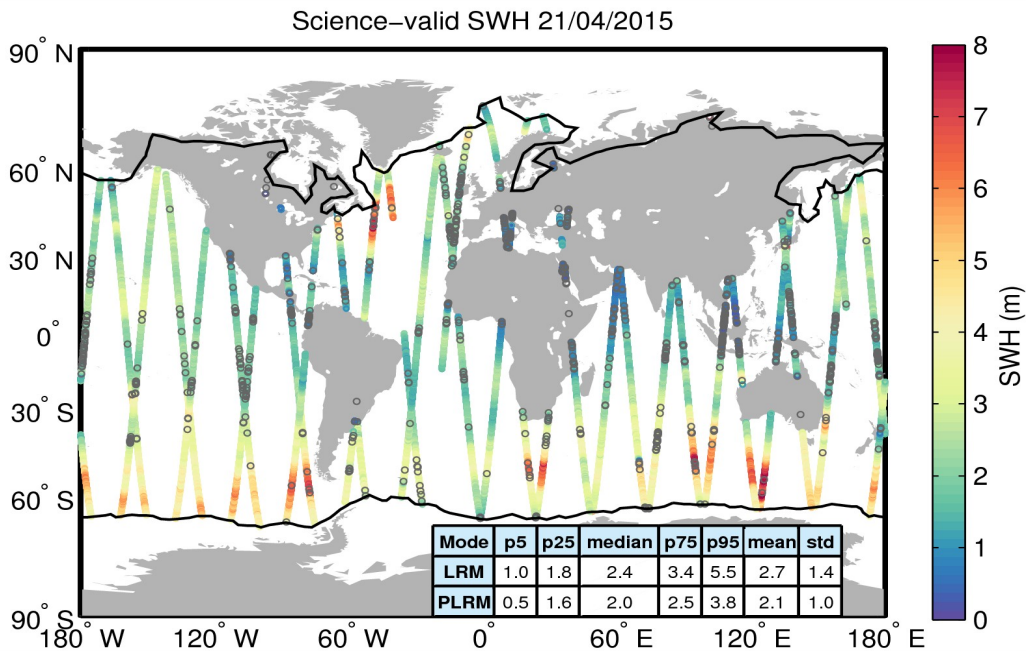 Science−valid SWH 21/04/2015
90° N
60° N
30° N
0°
30° S
60° S
90° S
180° W
120° W
60° W
0°
60° E
120° E
180° E
Mode p5 p25 median p75 p95 mean std
LRM 1.0 1.8 2.4 3.4 5.5 2.7 1.4
PLRM 0.5 1.6 2.0 2.5 3.8 2.1 1.0
8
7
6
5
4
3
2
1
0
SWH (m)